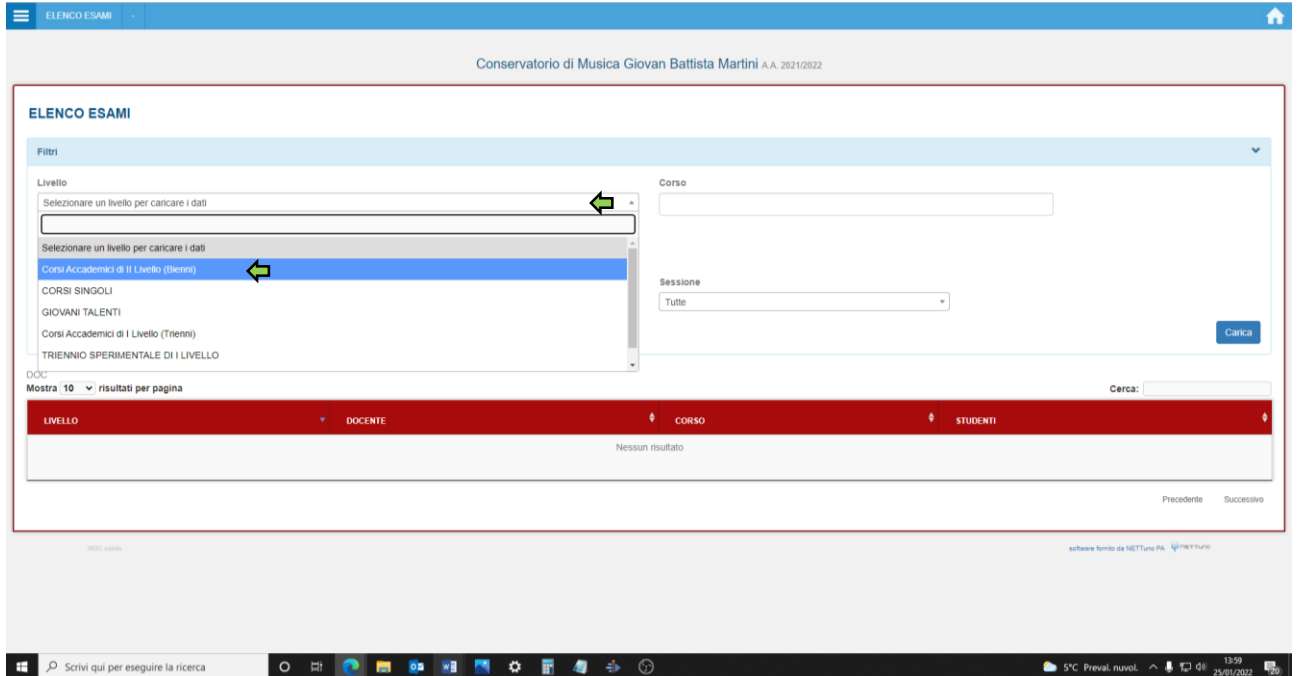 ELENCO ESAMI -
Conservatorio di Musica Giovan Battista Martini A.A. 2021/2022
ELENCO ESAMI
Filtri
Livello
Selezionare un livello per caricare i dati
Selezionare un livello per caricare i dati
Corsi Accademici di II Livello (Bienni)
CORSI SINGOLI
GIOVANI TALENTI
Corsi Accademici di I Livello (Trienni)
TRIENNIO SPERIMENTALE DI I LIVELLO
Corso
Sessione
Tutte
Carica
DOC
Mostra 10 risultati per pagina
Cerca:
LIVELLO DOCENTE CORSO STUDENTI
Nessun risultato
Precedente Successivo
W3C valido
software fornito da NETTuno PA NETTuno
Scrivi qui per eseguire la ricerca
5°C Preval. nuvol.
13:59
25/01/2022
20